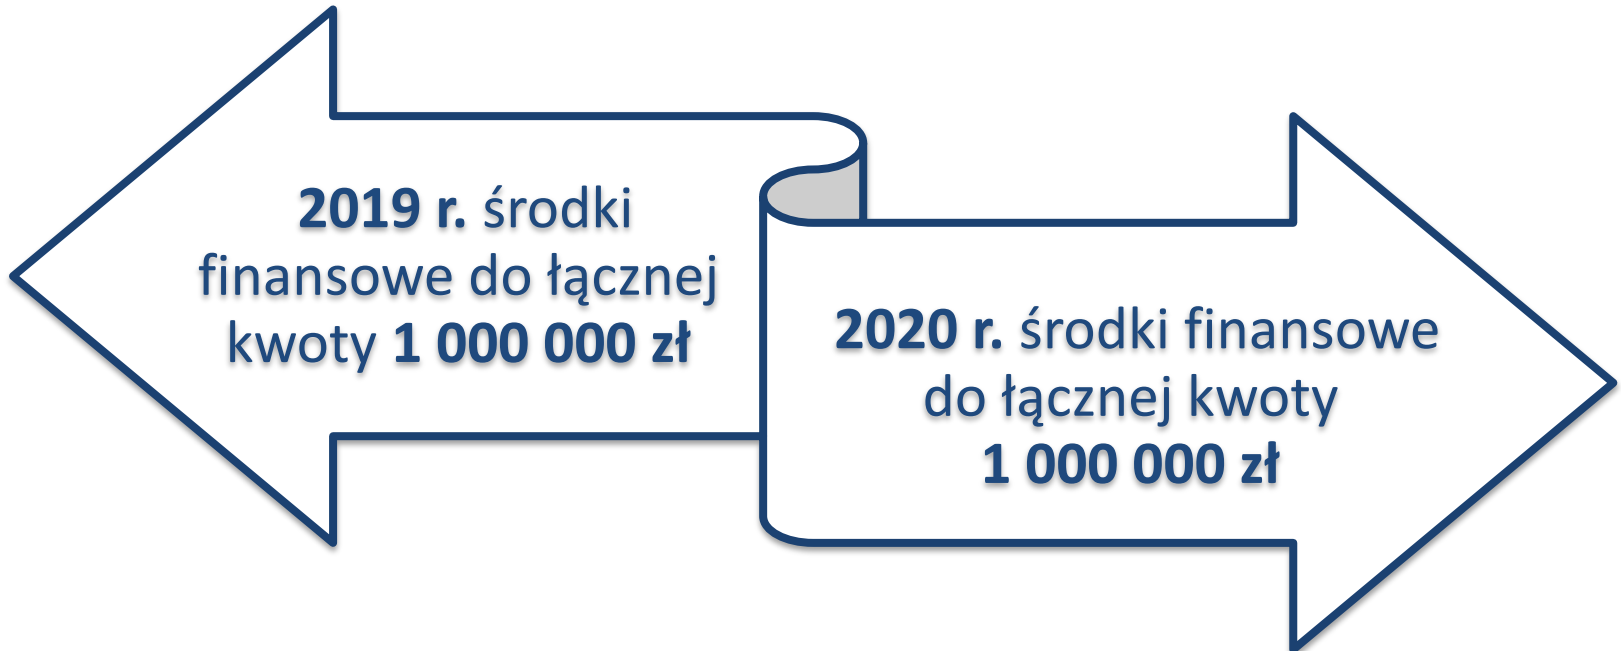 2019 r. środki
finansowe do łącznej
kwoty 1 000 000 zł
2020 r. środki finansowe
do łącznej kwoty
1 000 000 zł